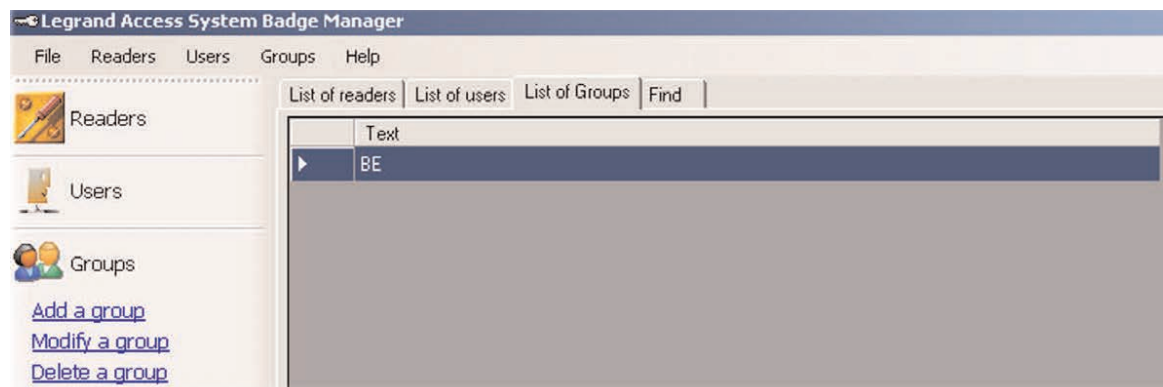 Legrand Access System Badge Manager
File Readers Users Groups Help
List of readers List of users List of Groups Find
Readers
Text
BE
Users
Groups
Add a group
Modify a group
Delete a group